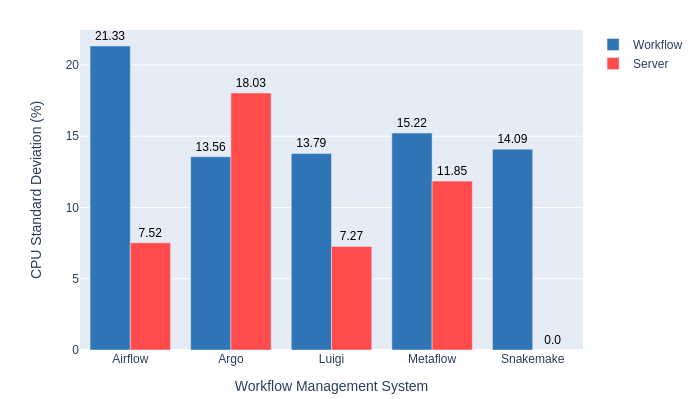 21.33
7.52
13.56
18.03
13.79
7.27
15.22
11.85
14.09
0.0
20
15
10
5
0
CPU Standard Deviation (%)
Airflow
Argo
Luigi
Metaflow
Snakemake
Workflow Management System
Workflow
Server